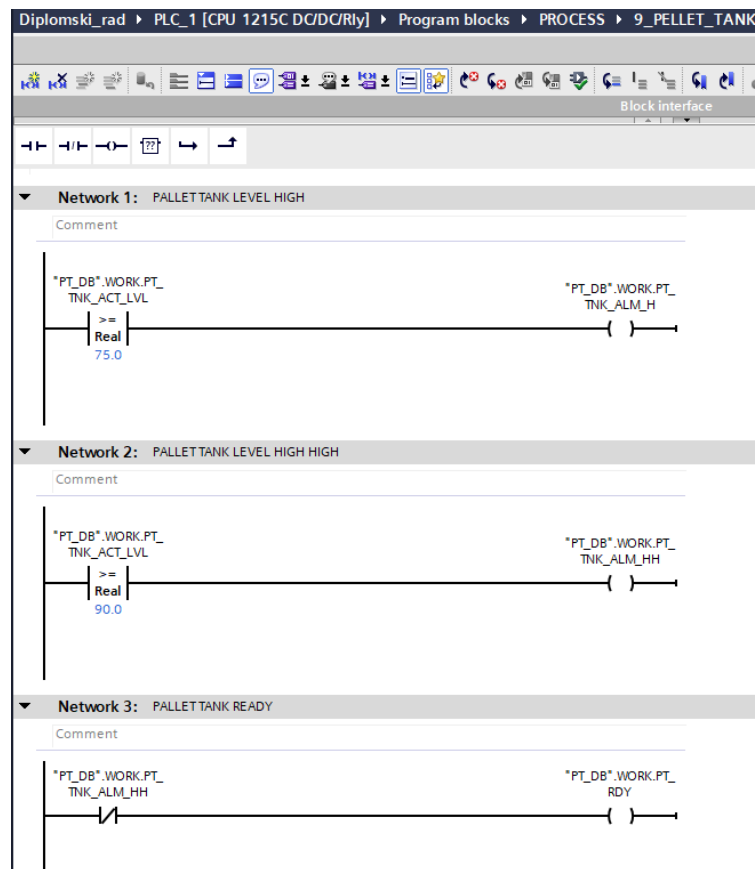 Diplomski_rad ▸ PLC_1 [CPU 1215C DC/DC/Rly] ▸ Program blocks ▸ PROCESS ▸ 9_PELLET_TANK
Block interface
??
Network 1: PALLET TANK LEVEL HIGH
Comment
"PT_DB".WORK.PT_
TNK_ACT_LVL
"PT_DB".WORK.PT_
TNK_ALM_H
>=
Real
75.0
Network 2: PALLET TANK LEVEL HIGH HIGH
Comment
"PT_DB".WORK.PT_
TNK_ACT_LVL
"PT_DB".WORK.PT_
TNK_ALM_HH
>=
Real
90.0
Network 3: PALLET TANK READY
Comment
"PT_DB".WORK.PT_
TNK_ALM_HH
"PT_DB".WORK.PT_
RDY